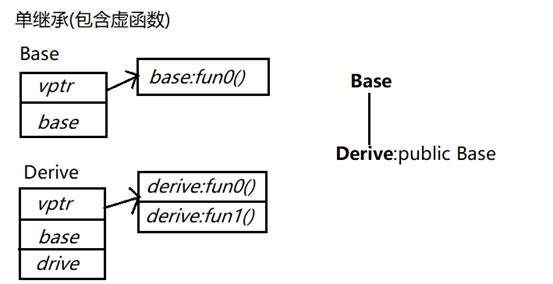 单继承(包含虚函数)
Base
vptr
base:fun0()
base
Base
Derive:public Base
Derive
vptr
derive:fun0()
derive:fun1()
base
drive